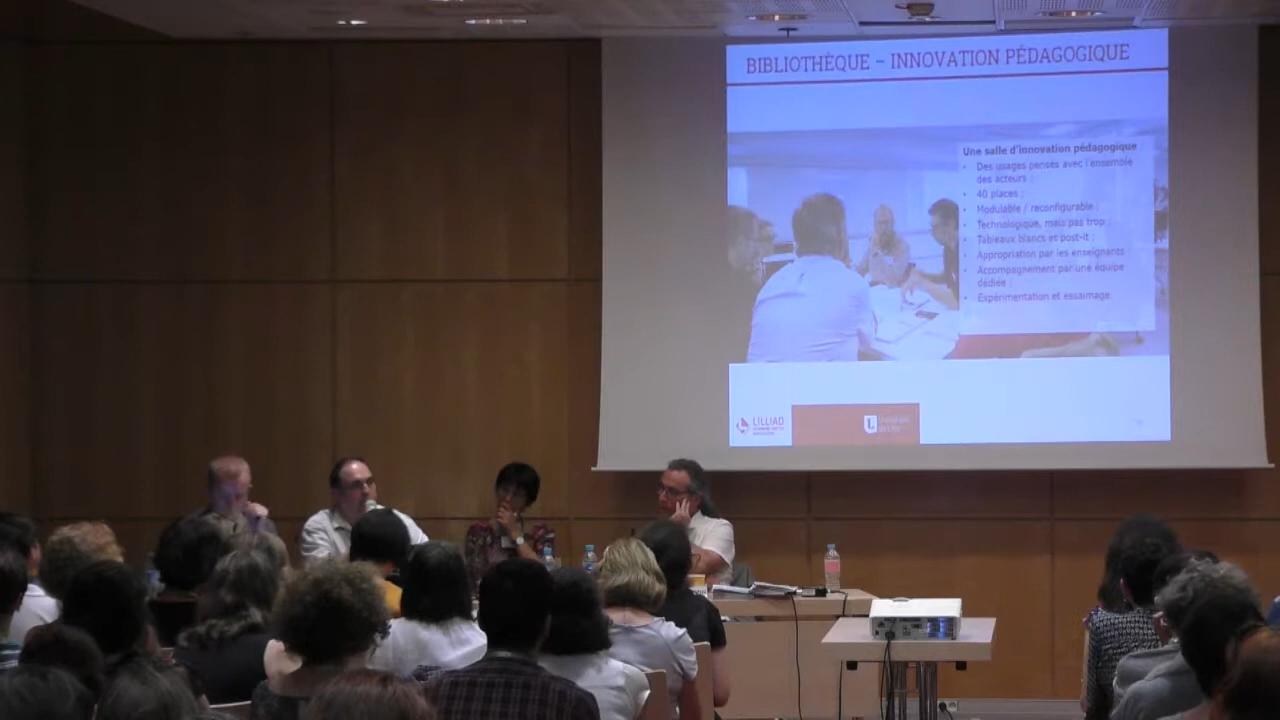 BIBLIOTHÈQUE – INNOVATION PÉDAGOGIQUE
Une salle d'innovation pédagogique
• Des usages pensés avec l'ensemble
des acteurs ;
• 40 places ;
• Modulable / reconfigurable ;
• Technologique, mais pas trop ;
• Tableaux blancs et post-it ;
• Appropriation par les enseignants
• Accompagnement par une équipe
dédiée ;
• Expérimentation et essaimage.
LILLIAD